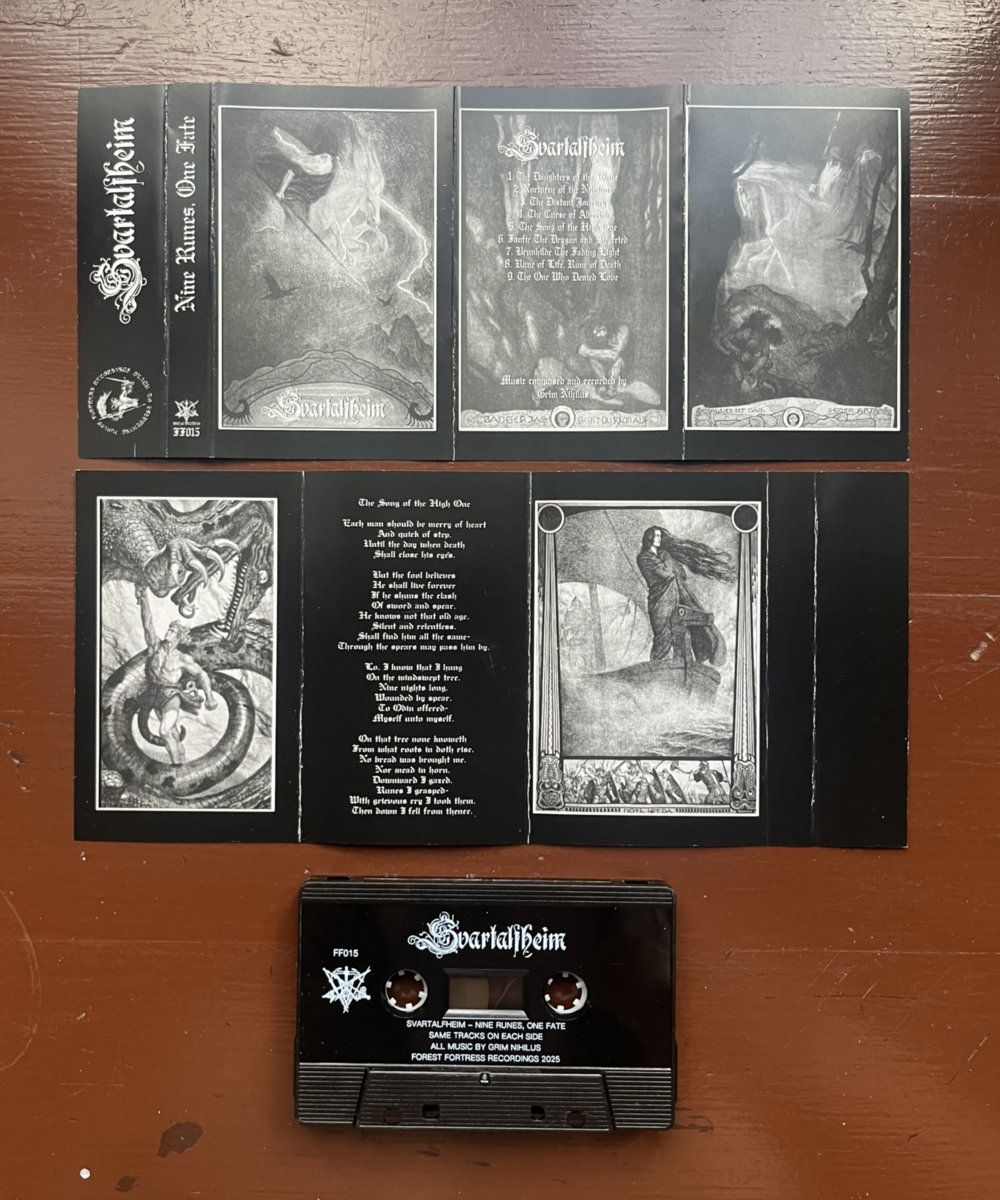 Svartalfheim
Nine Runes, One Fate
FF015
Svartalfheim
Svartalfheim
1. The Daughters of the
2. Nocturne of the
3. The Distant
4. The Curse of
5. The Song of the High One
6. Fanfir The Dragon and Siegfried
7. Brunhilde The Fading Light
8. Rune of Life, Rune of Death
9. The One Who Denied Love
Music composed and recorded by
Grim Nihilus
ALLES IST NACH SEINER ART
The Song of the High One
Each man should be merry of heart
And quick of step,
Until the day when death
Shall close his eyes.
But the fool believes
He shall live forever
If he shuns the clash
Of sword and spear.
He knows not that old age,
Silent and relentless,
Shall find him all the same-
Through the spears may pass him by.
Lo, I know that I hung
On the windswept tree,
Nine nights long,
Wounded by spear,
To Odin offered-
Myself unto myself.
On that tree none knoweth
From what roots it doth rise.
No bread was brought me,
Nor mead in horn.
Downward I gazed,
Runes I grasped-
With grievous cry I took them,
Then down I fell from thence.
Svartalfheim
FF015
SVARTALFHEIM – NINE RUNES, ONE FATE
SAME TRACKS ON EACH SIDE
ALL MUSIC BY GRIM NIHILUS
FOREST FORTRESS RECORDINGS 2025